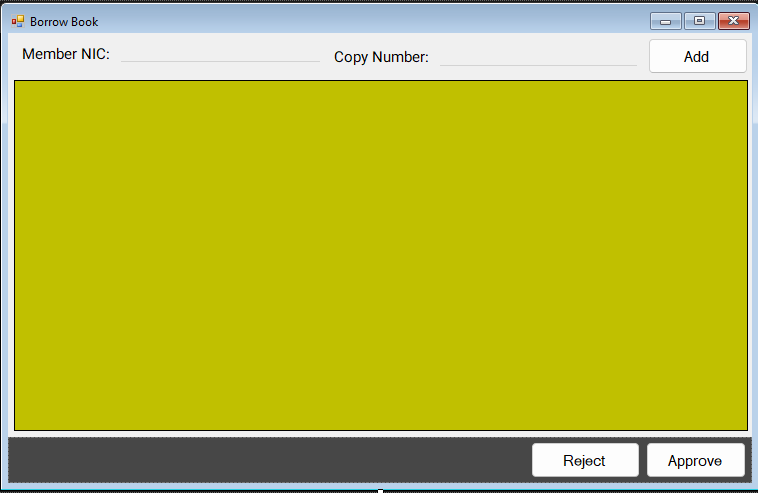 Borrow Book
Member NIC:
Copy Number:
Add
Reject
Approve